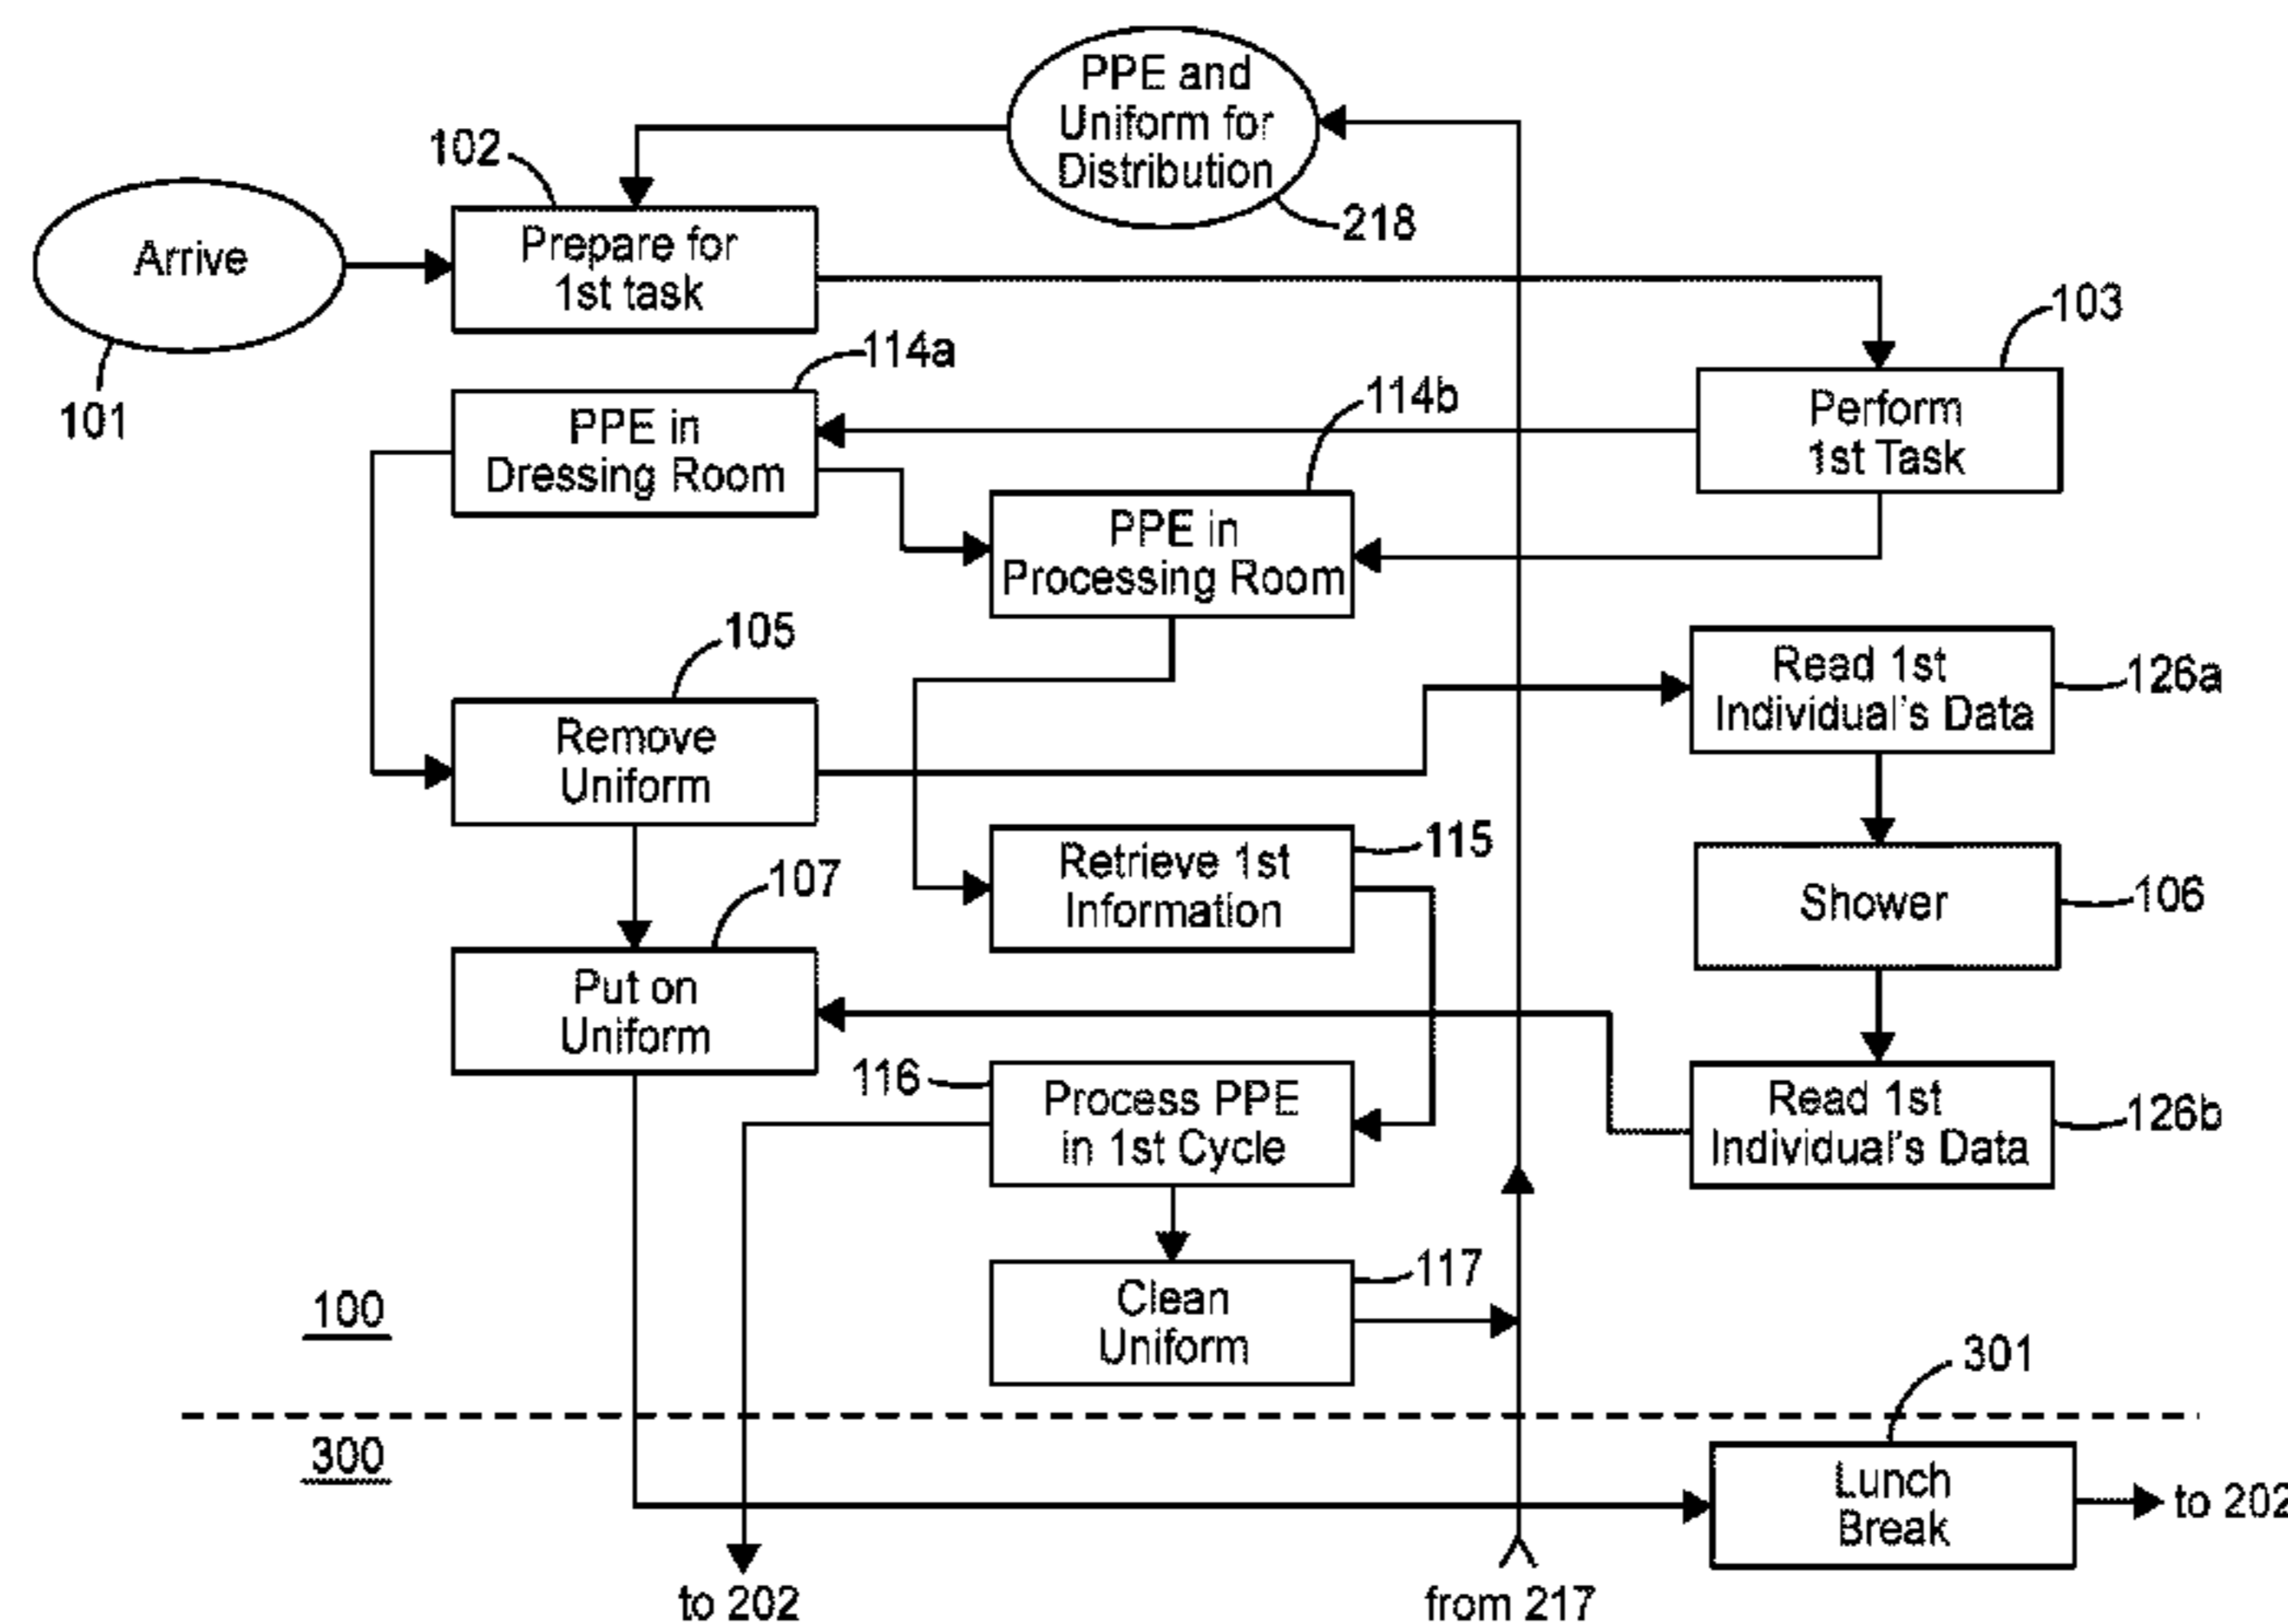 PPE and
Uniform for
Distribution
218
102
Arrive
101
Prepare for
1st task
103
114a
PPE in
Dressing Room
114b
Perform
1st Task
PPE in
Processing Room
105
Remove
Uniform
Read 1st
Individual's Data
126a
107
Retrieve 1st
Information
115
Shower
106
Put on
Uniform
116
Process PPE
in 1st Cycle
Read 1st
Individual's Data
126b
Clean
Uniform
117
100
301
300
Lunch
Break
to 202
to 202
from 217